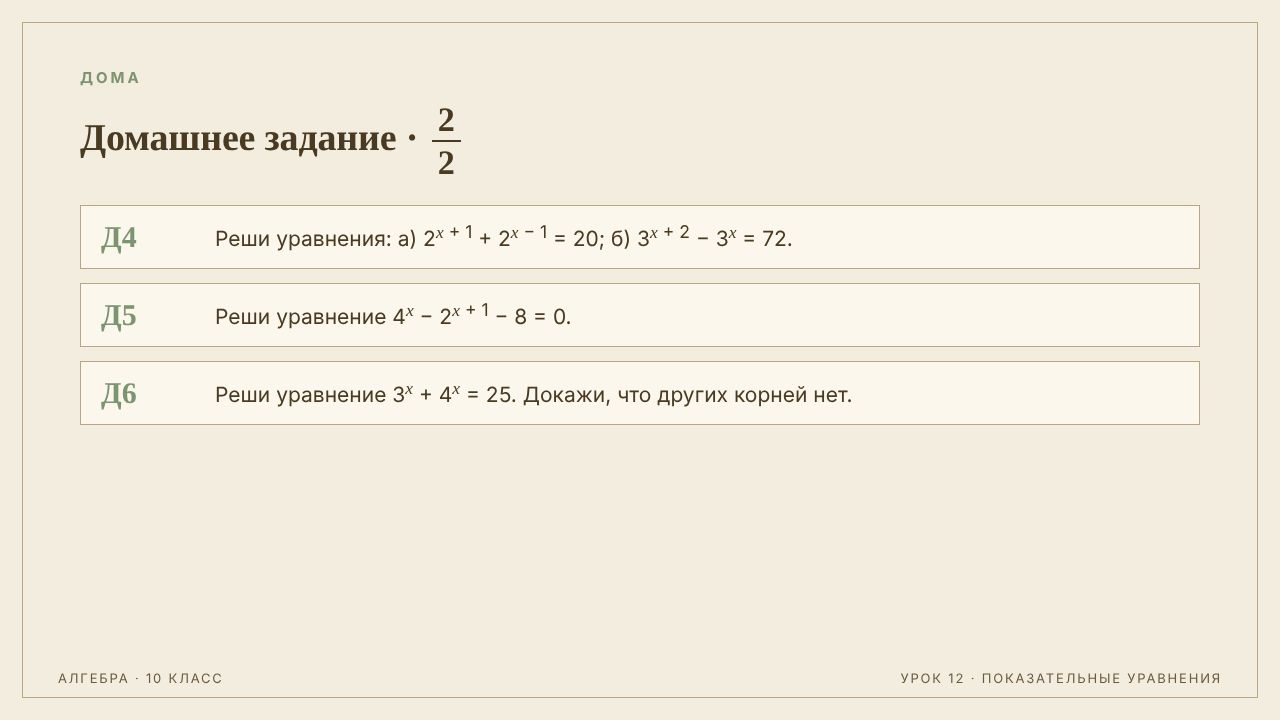 ДОМА
Домашнее задание · 2/2
Д4 Реши уравнения: а) 2^(x + 1) + 2^(x − 1) = 20; б) 3^(x + 2) − 3^x = 72.
Д5 Реши уравнение 4^x − 2^(x + 1) − 8 = 0.
Д6 Реши уравнение 3^x + 4^x = 25. Докажи, что других корней нет.
АЛГЕБРА · 10 КЛАСС
УРОК 12 · ПОКАЗАТЕЛЬНЫЕ УРАВНЕНИЯ